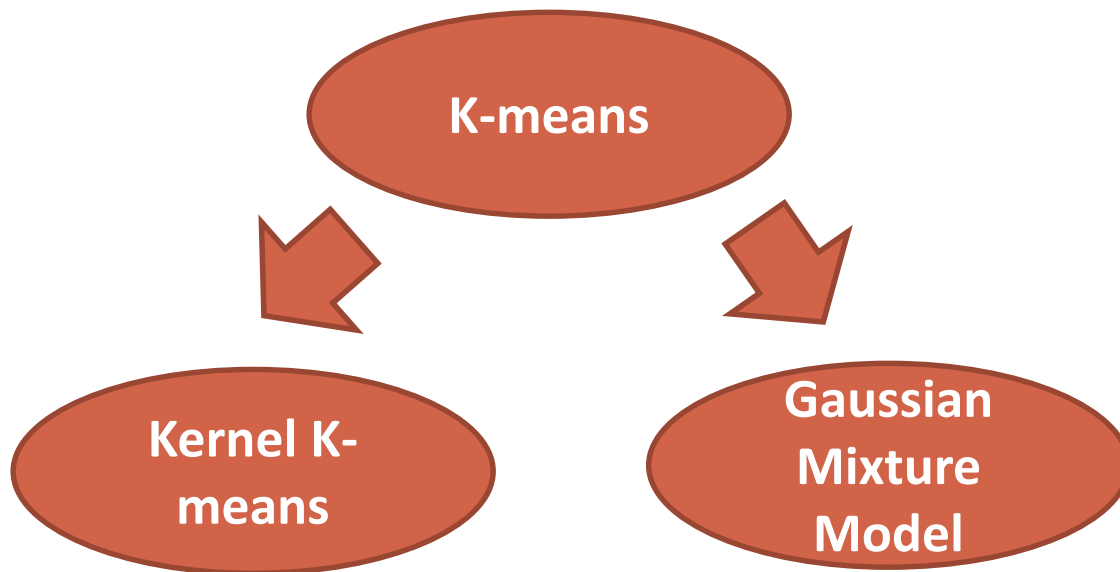 K-means
Kernel K-
means
Gaussian
Mixture
Model